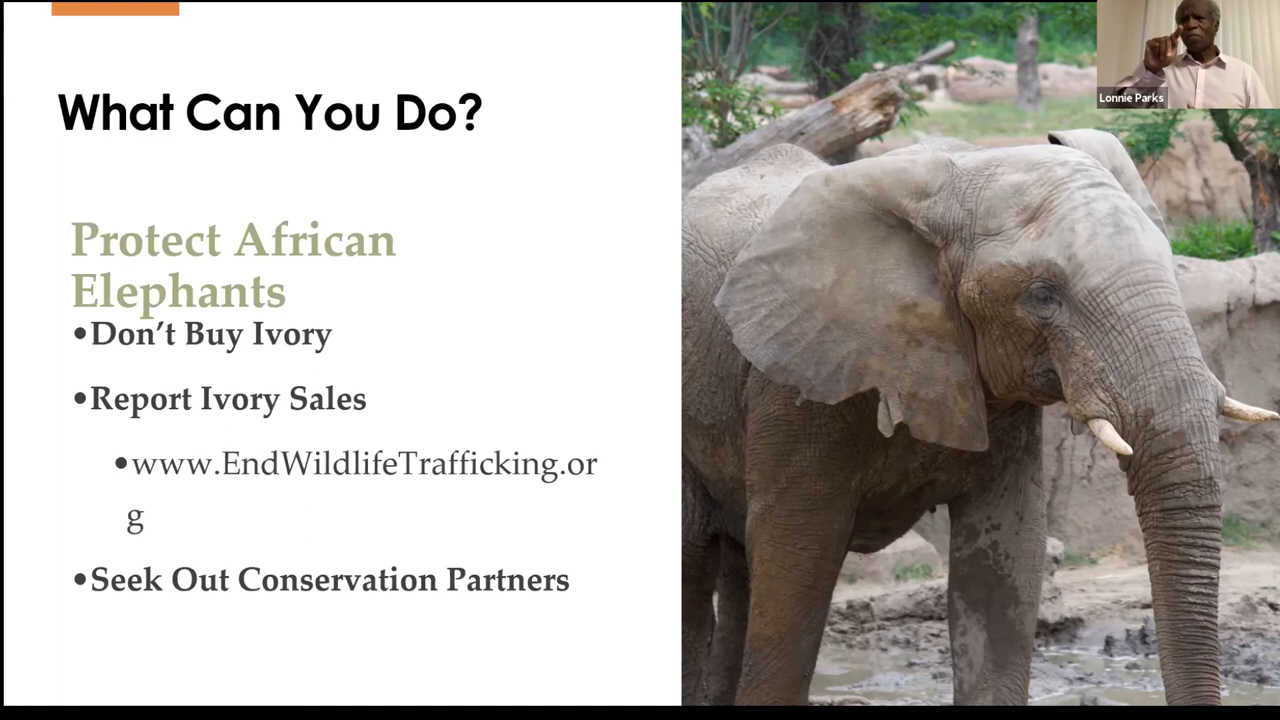 What Can You Do?
Protect African
Elephants
•Don’t Buy Ivory
•Report Ivory Sales
•www.EndWildlifeTrafficking.or
g
•Seek Out Conservation Partners
Lonnie Parks